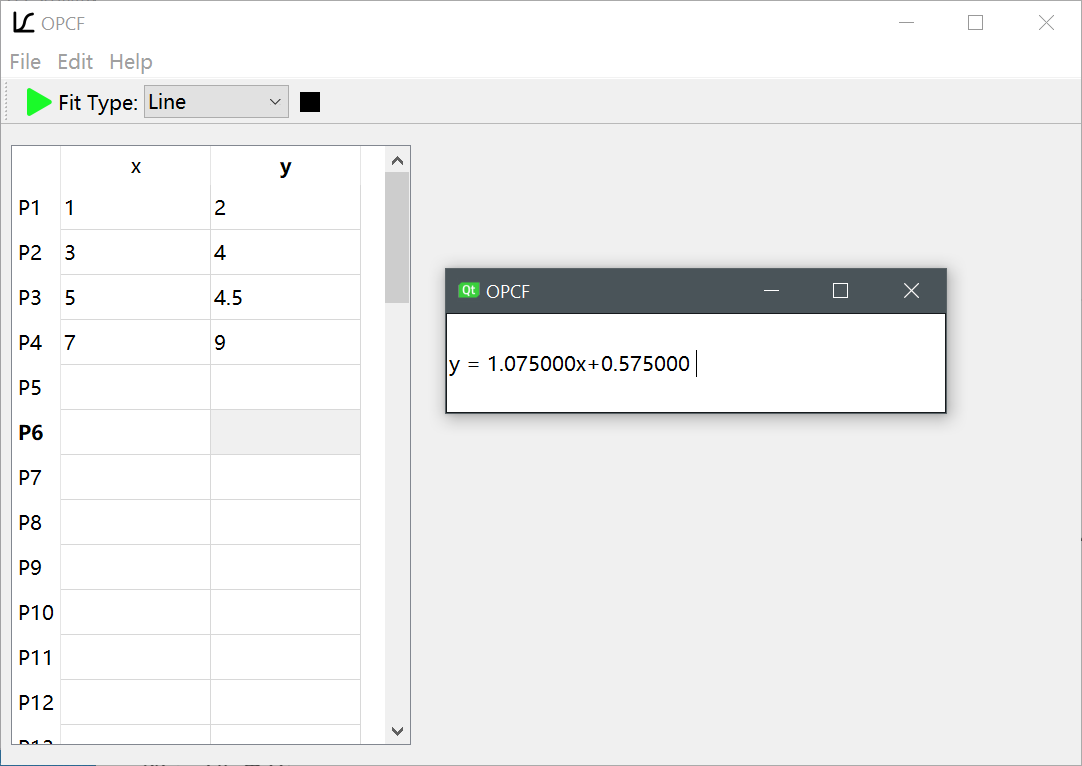 OPCF
File Edit Help
Fit Type: Line
x y
P1 1 2
P2 3 4
P3 5 4.5
P4 7 9
P5
P6
P7
P8
P9
P10
P11
P12
Qt OPCF
y = 1.075000x+0.575000